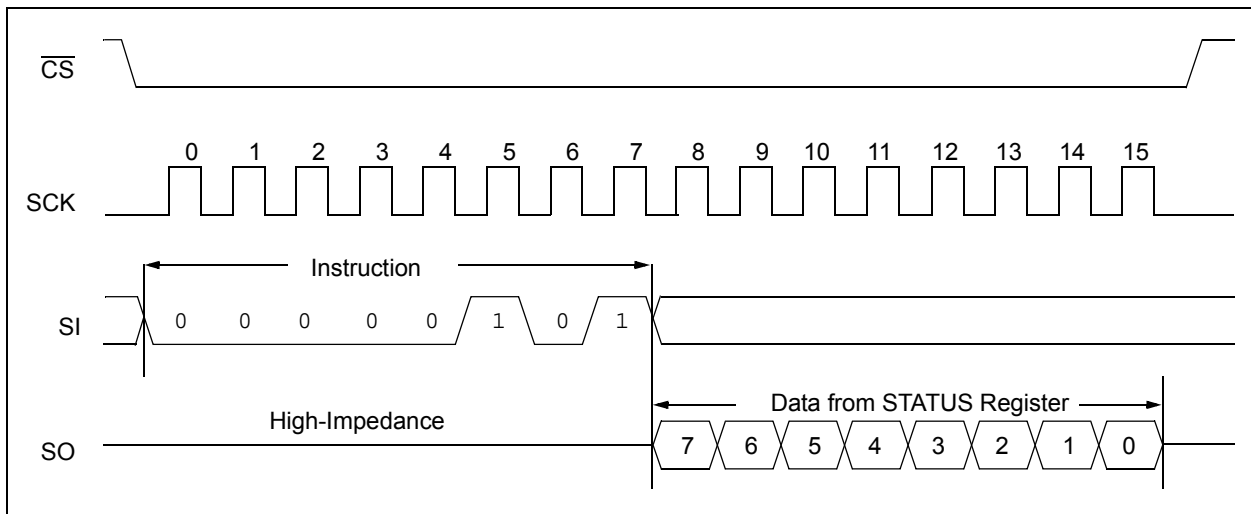 CS
0 1 2 3 4 5 6 7 8 9 10 11 12 13 14 15
SCK
Instruction
SI 0 0 0 0 0 1 0 1
Data from STATUS Register
High-Impedance
SO 7 6 5 4 3 2 1 0